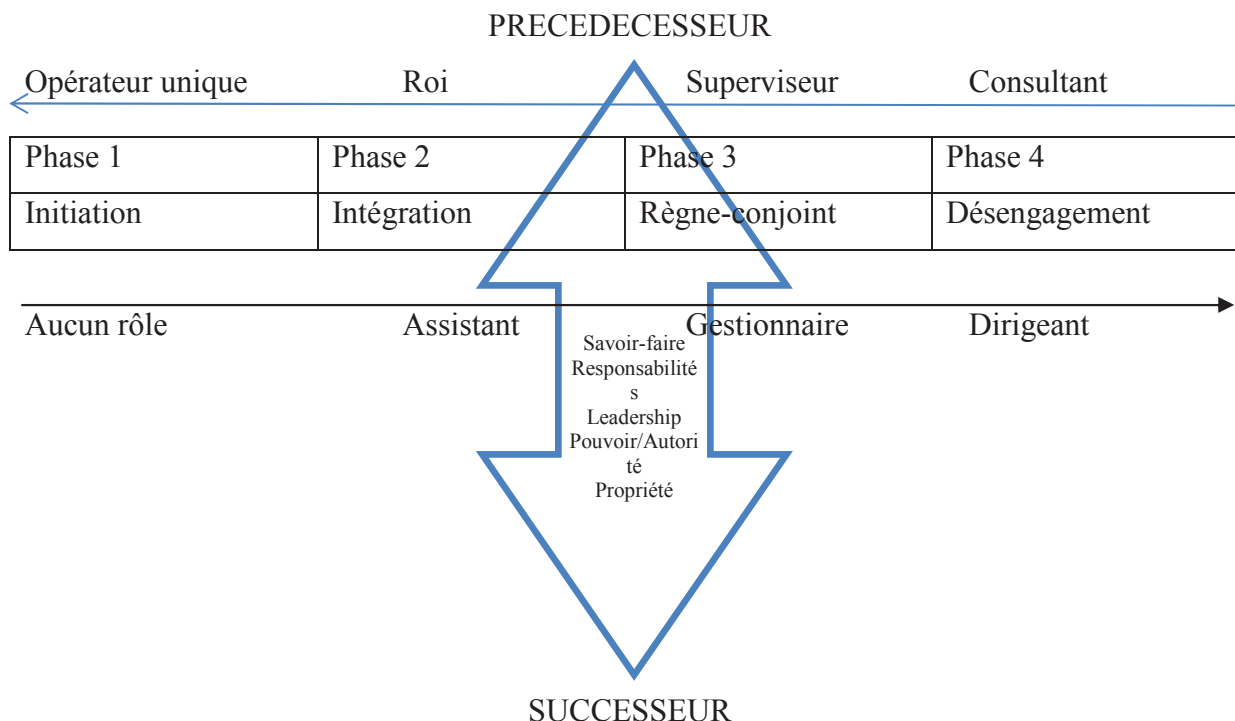 PRECEDECESSEUR
Opérateur unique Roi Superviseur Consultant
Phase 1 Phase 2 Phase 3 Phase 4
Initiation Intégration Règne-conjoint Désengagement
Aucun rôle Assistant Gestionnaire Dirigeant
Savoir-faire
Responsabilité
s
Leadership
Pouvoir/Autori
té
Propriété
SUCCESSEUR